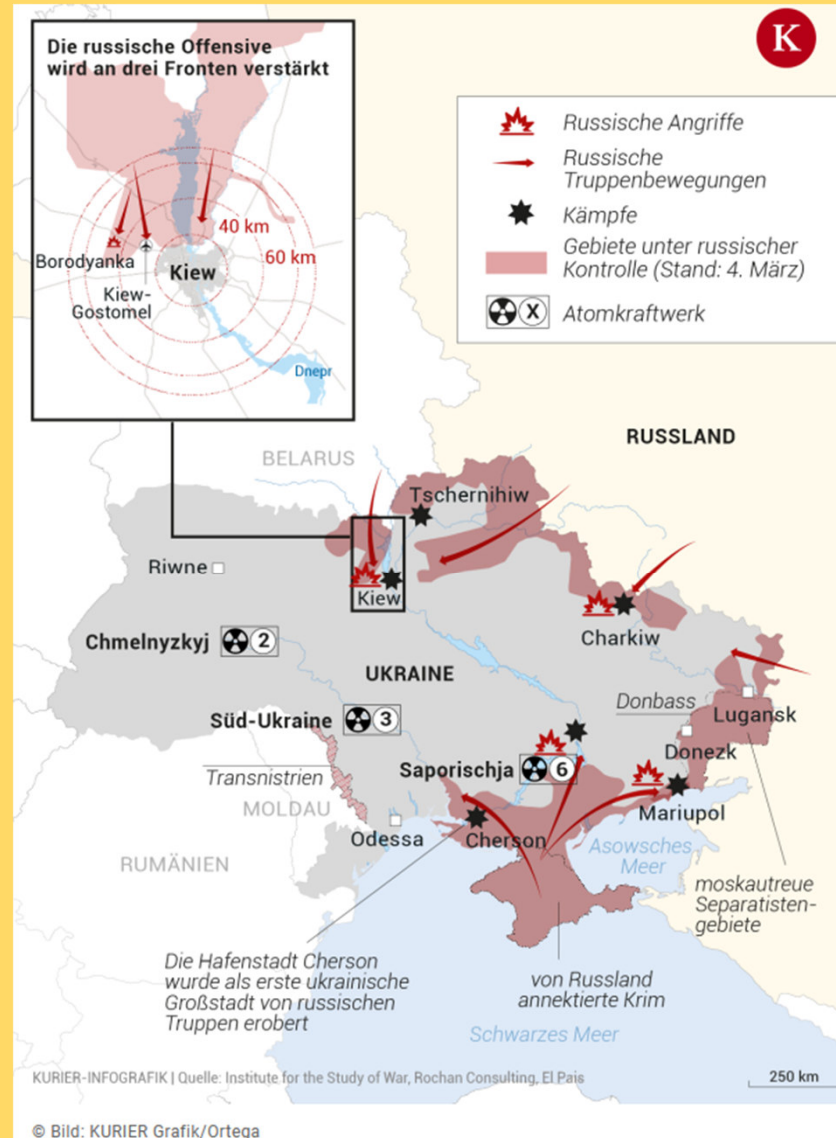 Die russische Offensive
wird an drei Fronten verstärkt
40 km
60 km
Borodyanka
Kiew
Kiew-
Gostomel
Dnepr
K
Russische Angriffe
Russische
Truppenbewegungen
Kämpfe
Gebiete unter russischer
Kontrolle (Stand: 4. März)
X
Atomkraftwerk
RUSSLAND
BELARUS
Tschernihiw
Riwne
Kiew
Charkiw
Chmelnyzkyj
2
UKRAINE
Donbass
Lugansk
Süd-Ukraine
3
Donezk
Saporischja
6
Transnistrien
MOLDAU
Mariupol
Odessa
Cherson
Asowsches
Meer
RUMÄNIEN
moskautreue
Separatisten-
gebiete
Die Hafenstadt Cherson
wurde als erste ukrainische
Großstadt von russischen
Truppen erobert
von Russland
annektierte Krim
Schwarzes Meer
KURIER-INFOGRAFIK | Quelle: Institute for the Study of War, Rochan Consulting, El Pais
250 km
© Bild: KURIER Grafik/Ortega